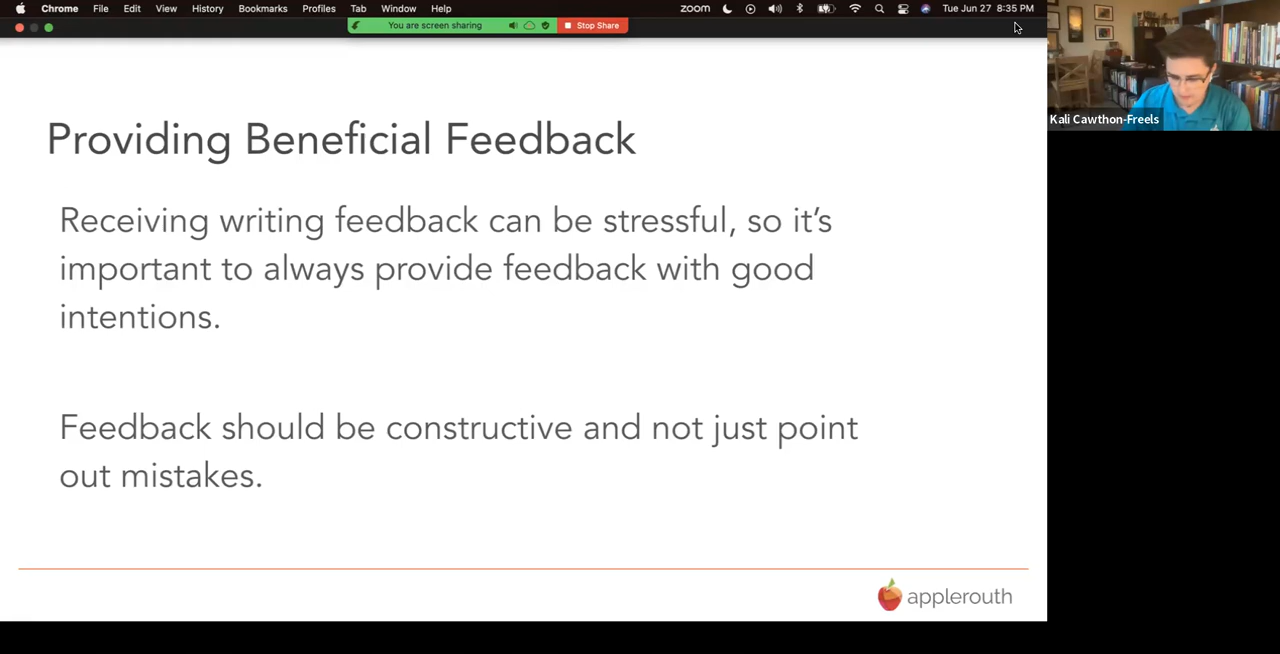 Chrome File Edit View History Bookmarks Profiles Tab Window Help zoom Tue Jun 27 8:35 PM
You are screen sharing Stop Share
Kali Cawthon-Freels
Providing Beneficial Feedback
Receiving writing feedback can be stressful, so it’s
important to always provide feedback with good
intentions.
Feedback should be constructive and not just point
out mistakes.
applerouth